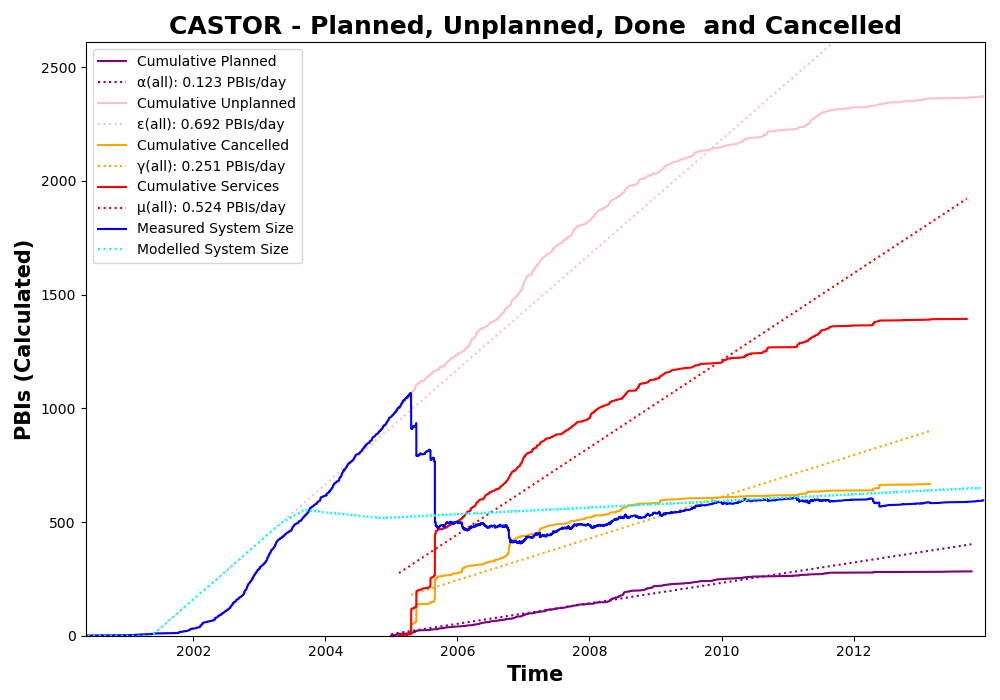 CASTOR - Planned, Unplanned, Done  and Cancelled
Cumulative Planned
α(all): 0.123 PBIs/day
Cumulative Unplanned
ε(all): 0.692 PBIs/day
Cumulative Cancelled
γ(all): 0.251 PBIs/day
Cumulative Services
μ(all): 0.524 PBIs/day
Measured System Size
Modelled System Size
PBIs (Calculated)
2500
2000
1500
1000
500
0
2002 2004 2006 2008 2010 2012
Time